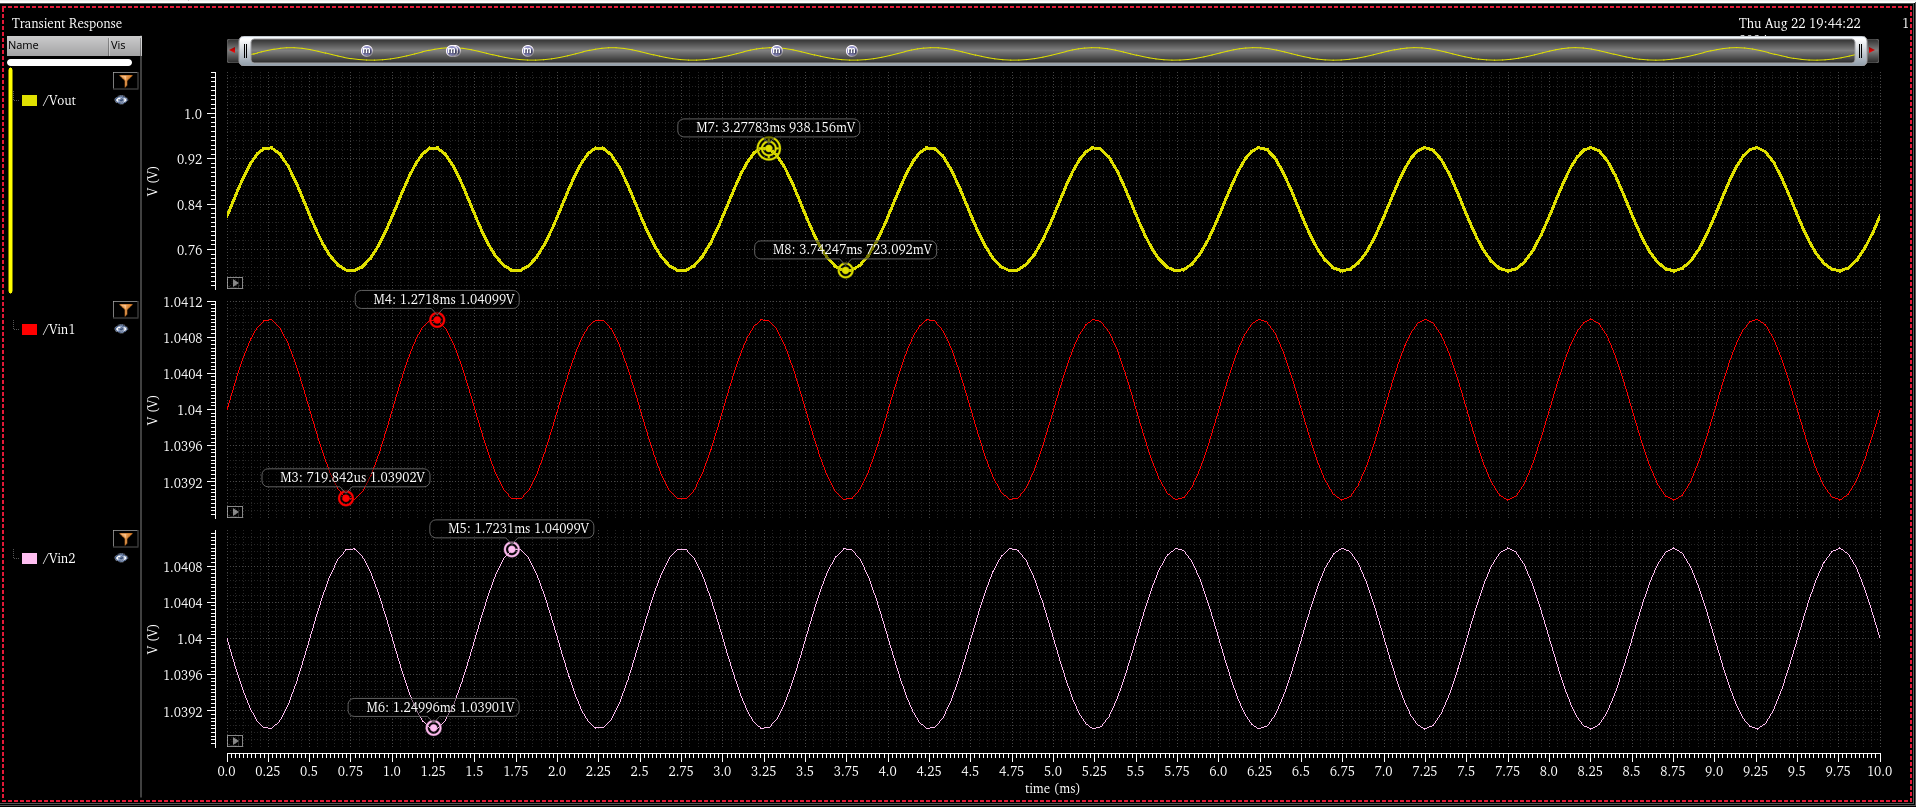 Transient Response
Thu Aug 22 19:44:22
1
Name
Vis
m
m
m
m
m
/Vout
V (V)
1.0
0.92
0.84
0.76
M7: 3.27783ms 938.156mV
M8: 3.74247ms 723.092mV
/Vin1
V (V)
1.0412
1.0408
1.0404
1.04
1.0396
1.0392
M4: 1.2718ms 1.04099V
M3: 719.842us 1.03902V
/Vin2
V (V)
1.0408
1.0404
1.04
1.0396
1.0392
M5: 1.7231ms 1.04099V
M6: 1.24996ms 1.03901V
0.0 0.25 0.5 0.75 1.0 1.25 1.5 1.75 2.0 2.25 2.5 2.75 3.0 3.25 3.5 3.75 4.0 4.25 4.5 4.75 5.0 5.25 5.5 5.75 6.0 6.25 6.5 6.75 7.0 7.25 7.5 7.75 8.0 8.25 8.5 8.75 9.0 9.25 9.5 9.75 10.0
time (ms)